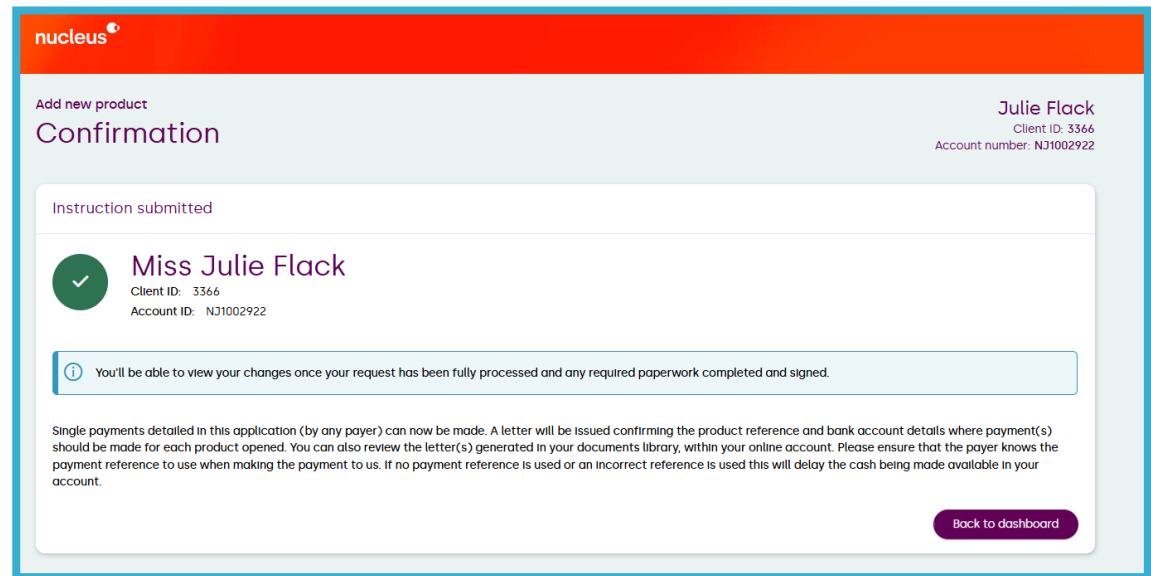 nucleus
Add new product
Confirmation
Julie Flack
Client ID: 3366
Account number: NJ1002922
Instruction submitted
Miss Julie Flack
Client ID: 3366
Account ID: NJ1002922
You'll be able to view your changes once your request has been fully processed and any required paperwork completed and signed.
Single payments detailed in this application (by any payer) can now be made. A letter will be issued confirming the product reference and bank account details where payment(s)
should be made for each product opened. You can also review the letter(s) generated in your documents library, within your online account. Please ensure that the payer knows the
payment reference to use when making the payment to us. If no payment reference is used or an incorrect reference is used this will delay the cash being made available in your
account.
Back to dashboard